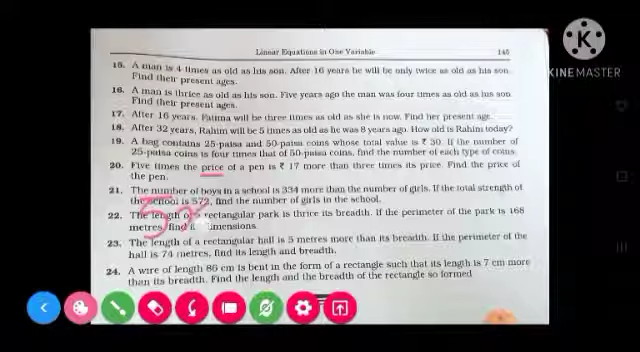 Linear Equations in One Variable 145
KINEMASTER
15. A man is 4 times as old as his son. After 16 years he will be only twice as old as his son.
Find their present ages.
16. A man is thrice as old as his son. Five years ago the man was four times as old as his son
Find their present ages.
17. After 16 years, Fatima will be three times as old as she is now. Find her present age.
18. After 32 years, Rahim will be 5 times as old as he was 8 years ago. How old is Rahim today?
19. A bag contains 25-paisa and 50-paisa coins whose total value is ₹ 30. If the number of
25-paisa coins is four times that of 50-paisa coins, find the number of each type of coins.
20. Five times the price of a pen is ₹ 17 more than three times its price. Find the price of
the pen.
21. The number of boys in a school is 334 more than the number of girls. If the total strength of
the school is 572, find the number of girls in the school.
22. The length of a rectangular park is thrice its breadth. If the perimeter of the park is 168
metres, find dimensions.
5x
23. The length of a rectangular hall is 5 metres more than its breadth. If the perimeter of the
hall is 74 metres, find its length and breadth.
24. A wire of length 86 cm is bent in the form of a rectangle such that its length is 7 cm more
than its breadth. Find the length and the breadth of the rectangle so formed